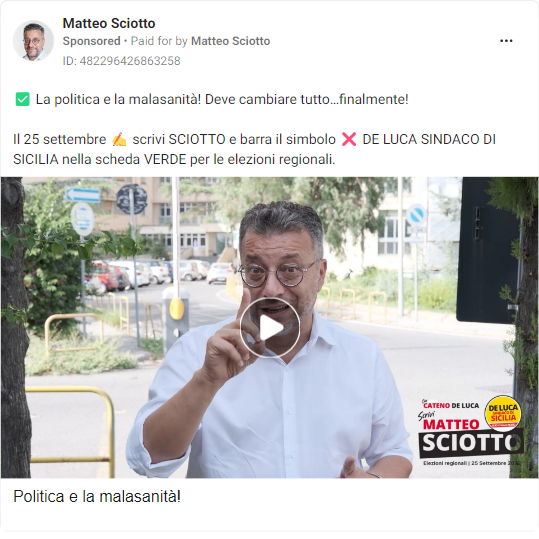 Matteo Sciotto
Sponsored • Paid for by Matteo Sciotto
ID: 482296426863258
✅ La politica e la malasanità! Deve cambiare tutto...finalmente!
Il 25 settembre ✍️ scrivi SCIOTTO e barra il simbolo ❌ DE LUCA SINDACO DI
SICILIA nella scheda VERDE per le elezioni regionali.
CATENO DE LUCA
Scrivi
MATTEO
SCIOTTO
DE LUCA
SINDACO DI
SICILIA
Elezioni regionali | 25 Settembre
Politica e la malasanità!